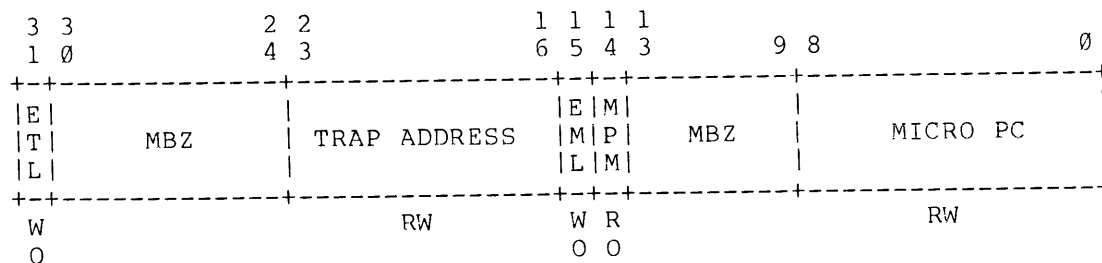 3 3 2 2 1 1 1 1
1 0 4 3 6 5 4 3 9 8 0
+-+---------------+----------------+-+-+----------+-------------------+
|E| | |E|M| | |
|T| MBZ | TRAP ADDRESS |M|P| MBZ | MICRO PC |
|L| | |L|M| | |
+-+---------------+----------------+-+-+----------+-------------------+
W RW W R RW
O O O